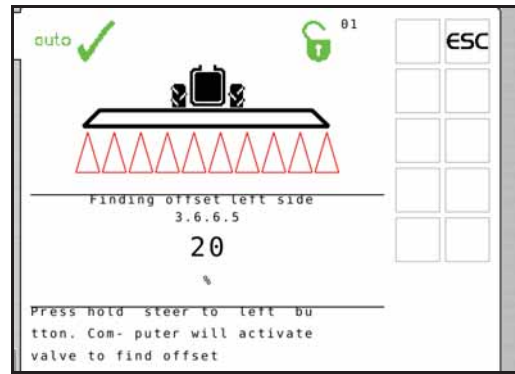 auto
01
ESC
Finding offset left side
3.6.6.5
20
%
Press hold steer to left bu
tton. Com- puter will activate
valve to find offset